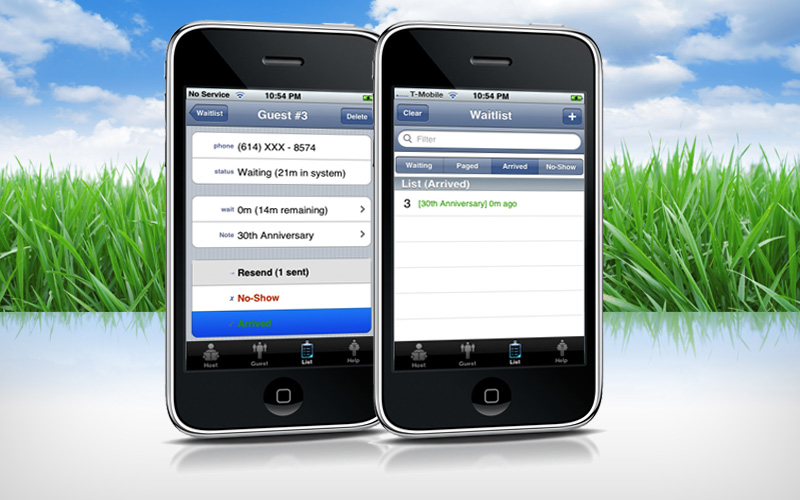 No Service 10:54 PM
Waitlist Guest #3 Delete
phone (614) XXX - 8574
status Waiting (21m in system)
wait 0m (14m remaining)
Note 30th Anniversary
→ Resend (1 sent)
x No-Show
✓ Arrived
Host Guest List Help
T-Mobile 10:54 PM
Clear Waitlist +
Filter
Waiting Paged Arrived No-Show
List (Arrived)
3 [30th Anniversary] 0m ago
Host Guest List Help